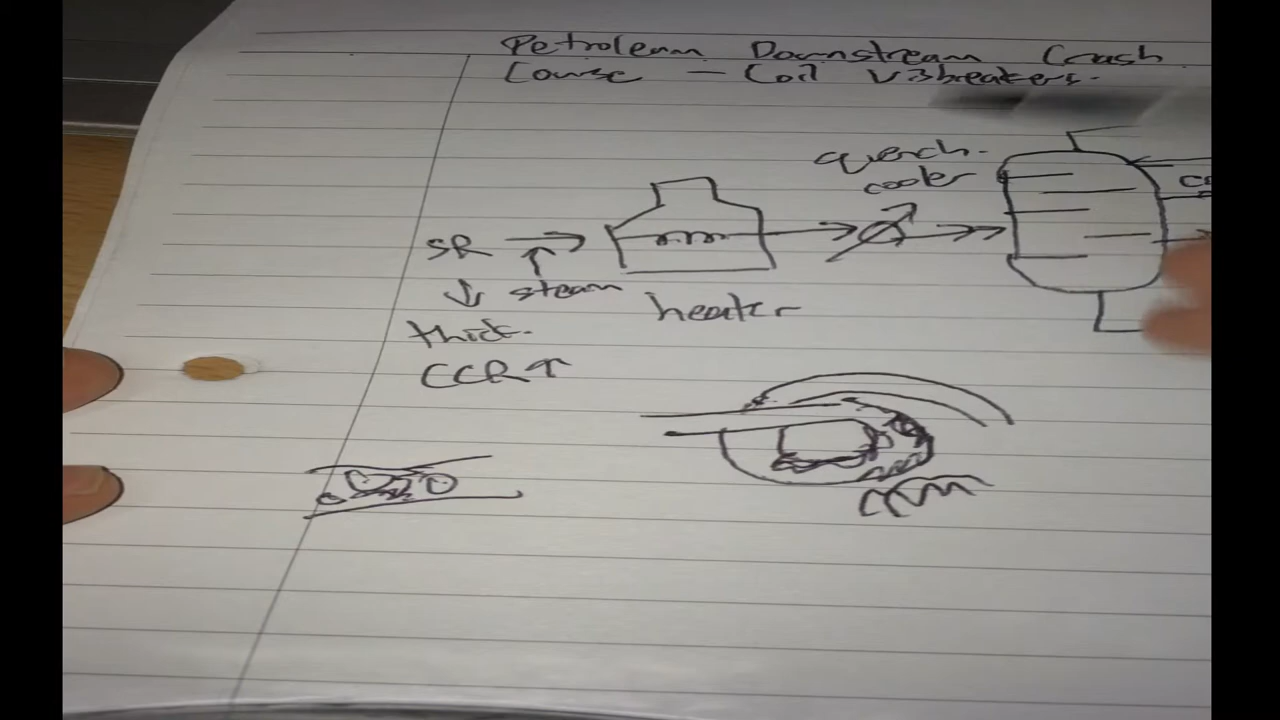 Petroleum Downstream Crash
Course - Coil Visbreakers.
quench.
cooler
SR
steam
heater
thick.
CCR↑